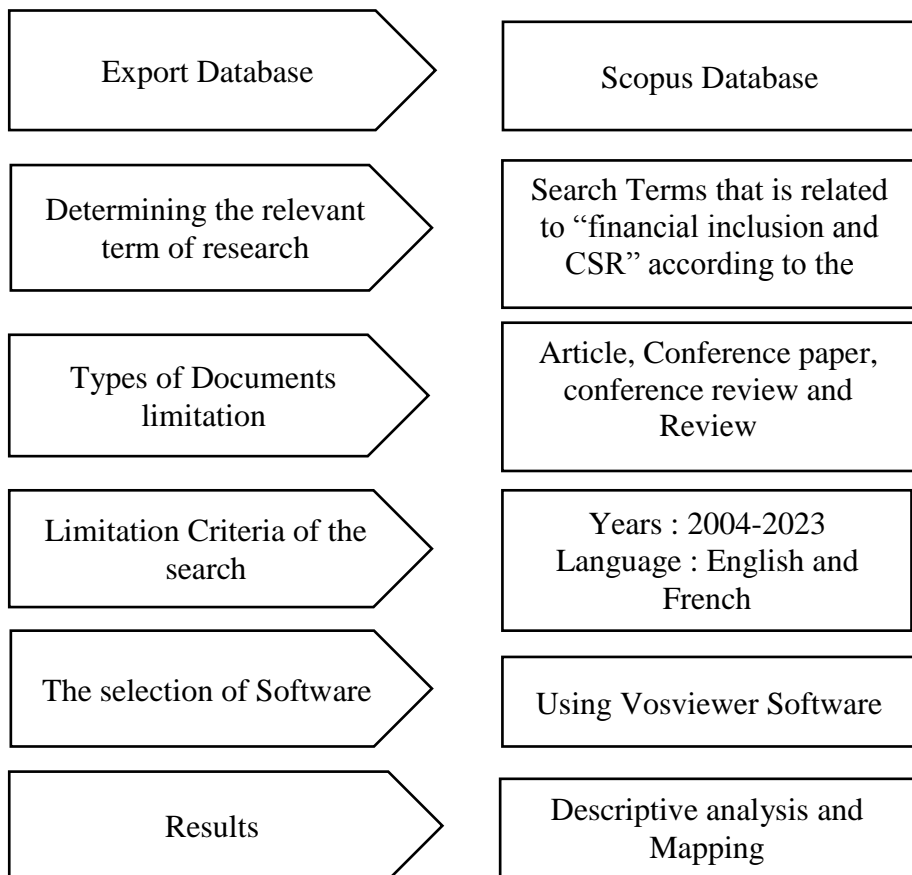 Export Database
Scopus Database
Determining the relevant
term of research
Search Terms that is related
to “financial inclusion and
CSR” according to the
Types of Documents
limitation
Article, Conference paper,
conference review and
Review
Limitation Criteria of the
search
Years : 2004-2023
Language : English and
French
The selection of Software
Using Vosviewer Software
Results
Descriptive analysis and
Mapping